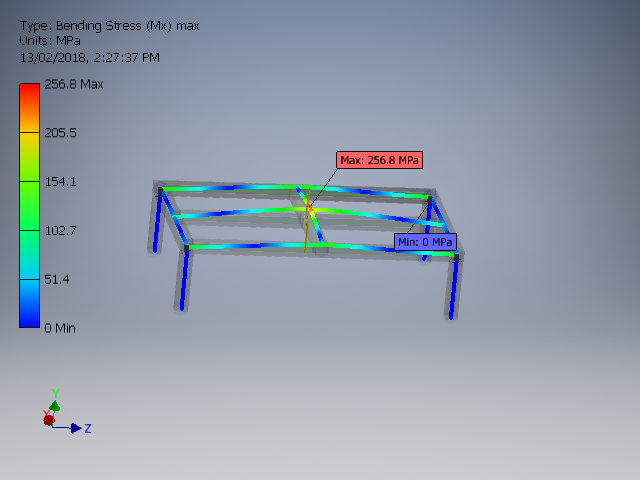 Type: Bending Stress (Mx) max
Units: MPa
13/02/2018, 2:27:37 PM
256.8 Max
205.5
154.1
102.7
51.4
0 Min
Max: 256.8 MPa
Min: 0 MPa
Y
X
Z